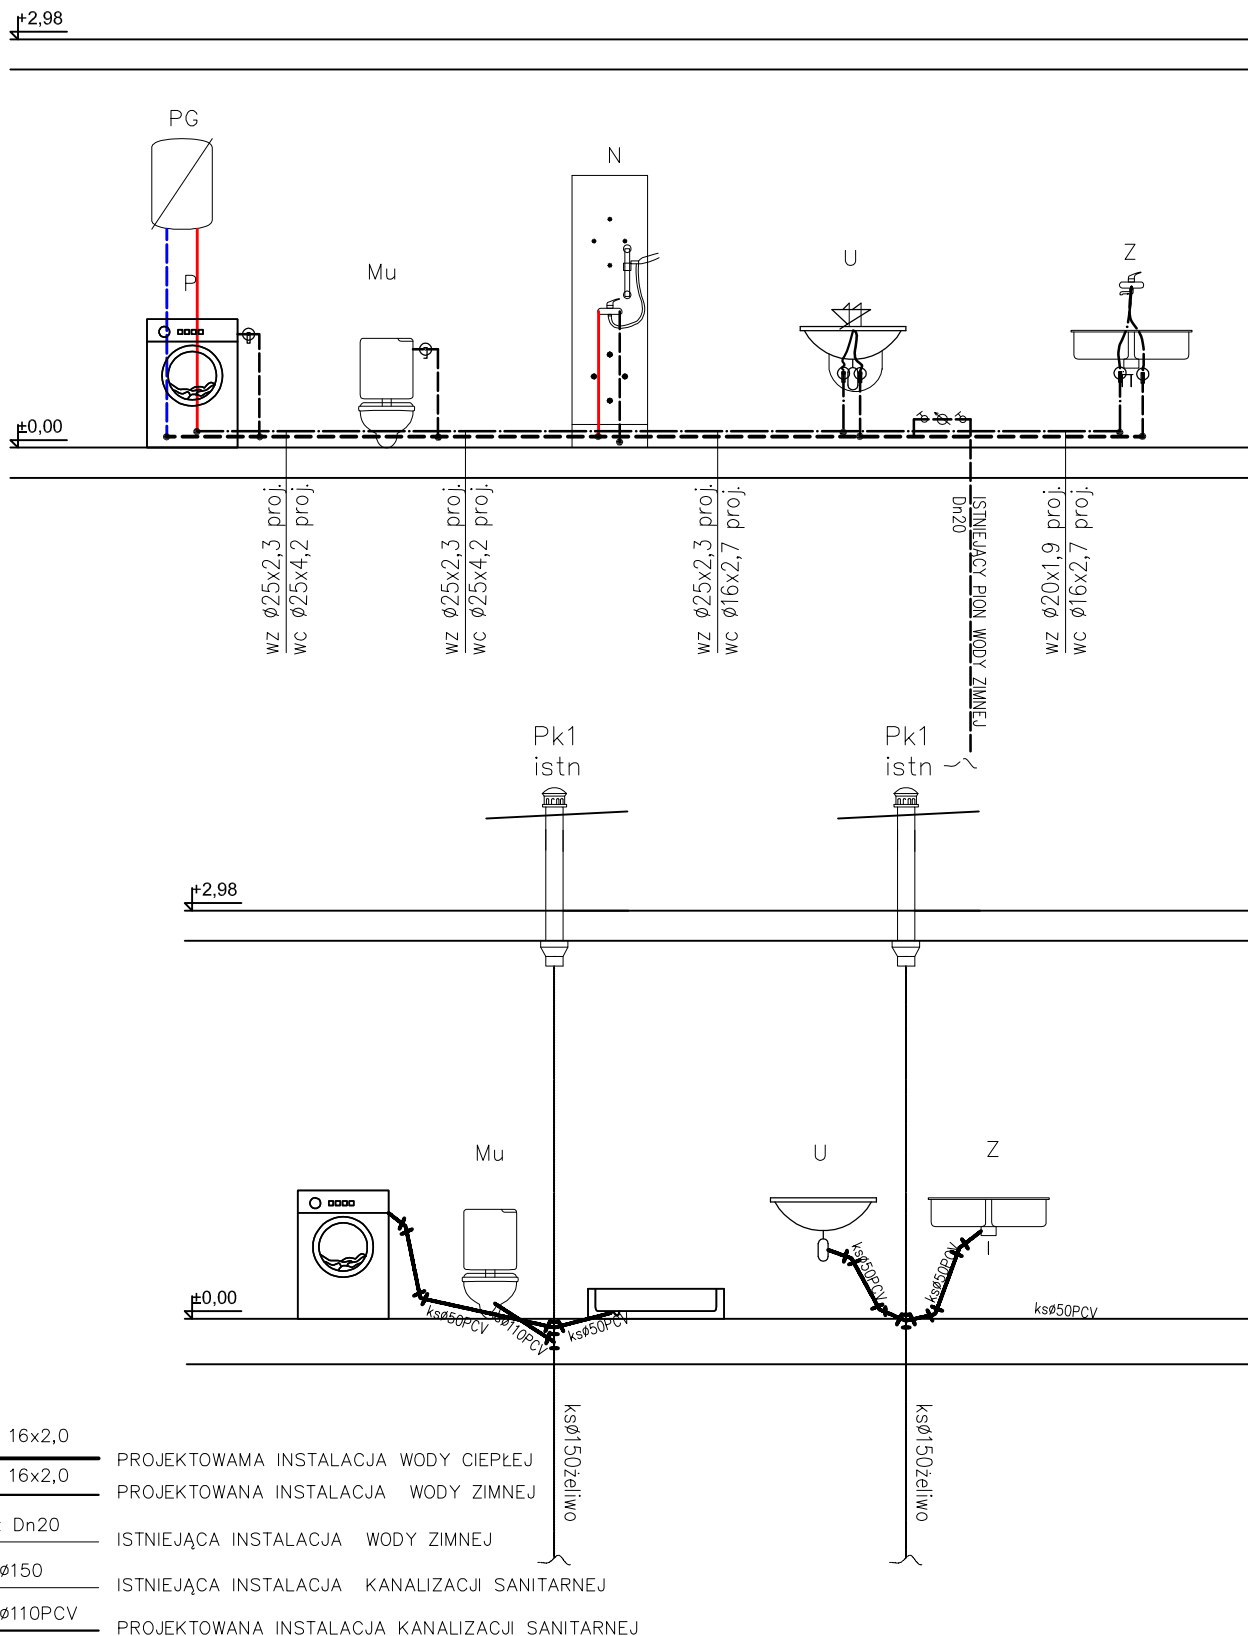 +2,98
PG
N
U
Z
Mu
P
±0,00
wz ø25x2,3 proj.
wc ø25x4,2 proj.
wz ø25x2,3 proj.
wc ø25x4,2 proj.
wz ø25x2,3 proj.
wc ø16x2,7 proj.
Dn20
ISTNIEJACY PION WODY ZIMNEJ
wz ø20x1,9 proj.
wc ø16x2,7 proj.
Pk1
istn
Pk1
istn
+2,98
Mu
U
Z
±0,00
ksø50PCV
ksø110PCV
ksø50PCV
ksø50PCV
ksø50PCV
ksø50PCV
ksø150żeliwo
ksø150żeliwo
16x2,0
PROJEKTOWAMA INSTALACJA WODY CIEPŁEJ
16x2,0
PROJEKTOWANA INSTALACJA WODY ZIMNEJ
Dn20
ISTNIEJĄCA INSTALACJA WODY ZIMNEJ
ø150
ISTNIEJĄCA INSTALACJA KANALIZACJI SANITARNEJ
ø110PCV
PROJEKTOWANA INSTALACJA KANALIZACJI SANITARNEJ